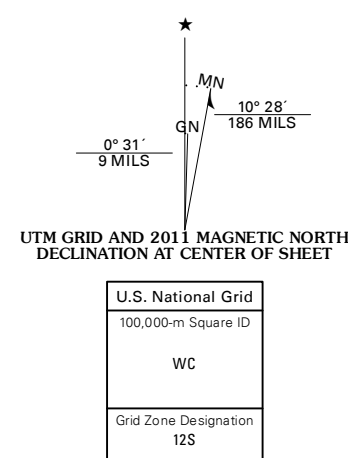 ★
MN
GN
10° 28´
186 MILS
0° 31´
9 MILS
UTM GRID AND 2011 MAGNETIC NORTH
DECLINATION AT CENTER OF SHEET
U.S. National Grid
100,000-m Square ID
WC
Grid Zone Designation
12S